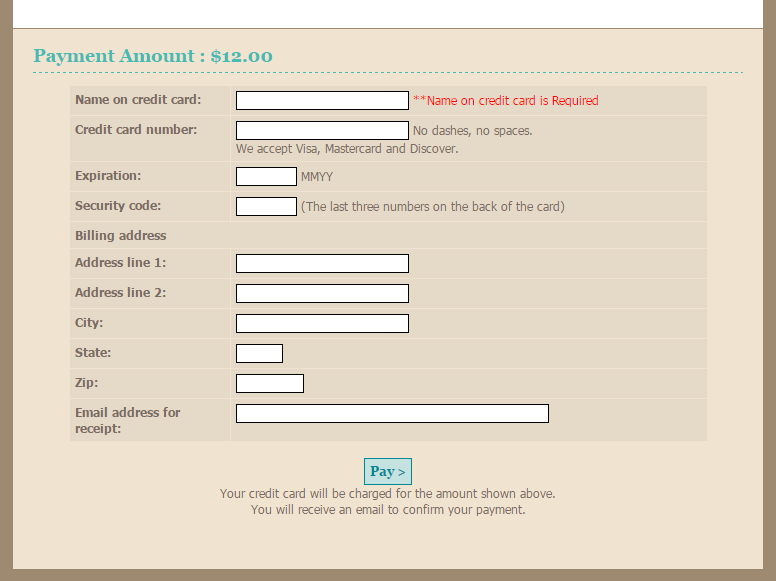 Payment Amount : $12.00
Name on credit card: **Name on credit card is Required
Credit card number: No dashes, no spaces.
We accept Visa, Mastercard and Discover.
Expiration: MMYY
Security code: (The last three numbers on the back of the card)
Billing address
Address line 1:
Address line 2:
City:
State:
Zip:
Email address for
receipt:
Pay >
Your credit card will be charged for the amount shown above.
You will receive an email to confirm your payment.